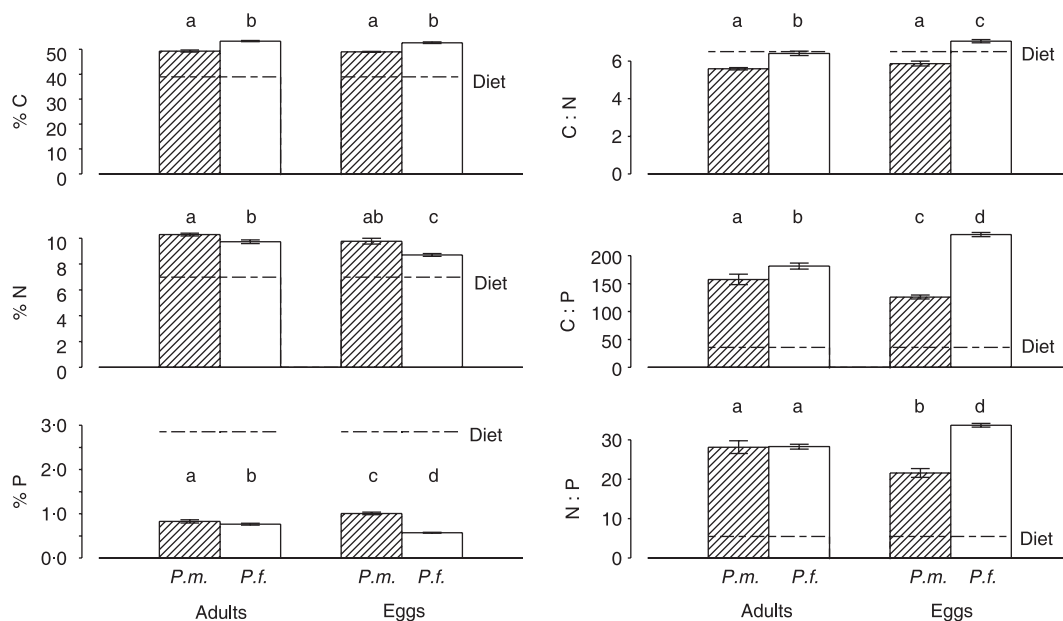 a b a b
% C
50
40
30
20
10
0
Diet
a b a c
C : N
6
4
2
0
Diet
a b ab c
% N
10
8
6
4
2
0
Diet
a b c d
C : P
200
150
100
50
0
Diet
% P
3·0
2·0
1·0
0·0
Diet
a b c d
P.m. P.f. P.m. P.f.
Adults Eggs
a a b d
N : P
30
20
10
0
Diet
P.m. P.f. P.m. P.f.
Adults Eggs